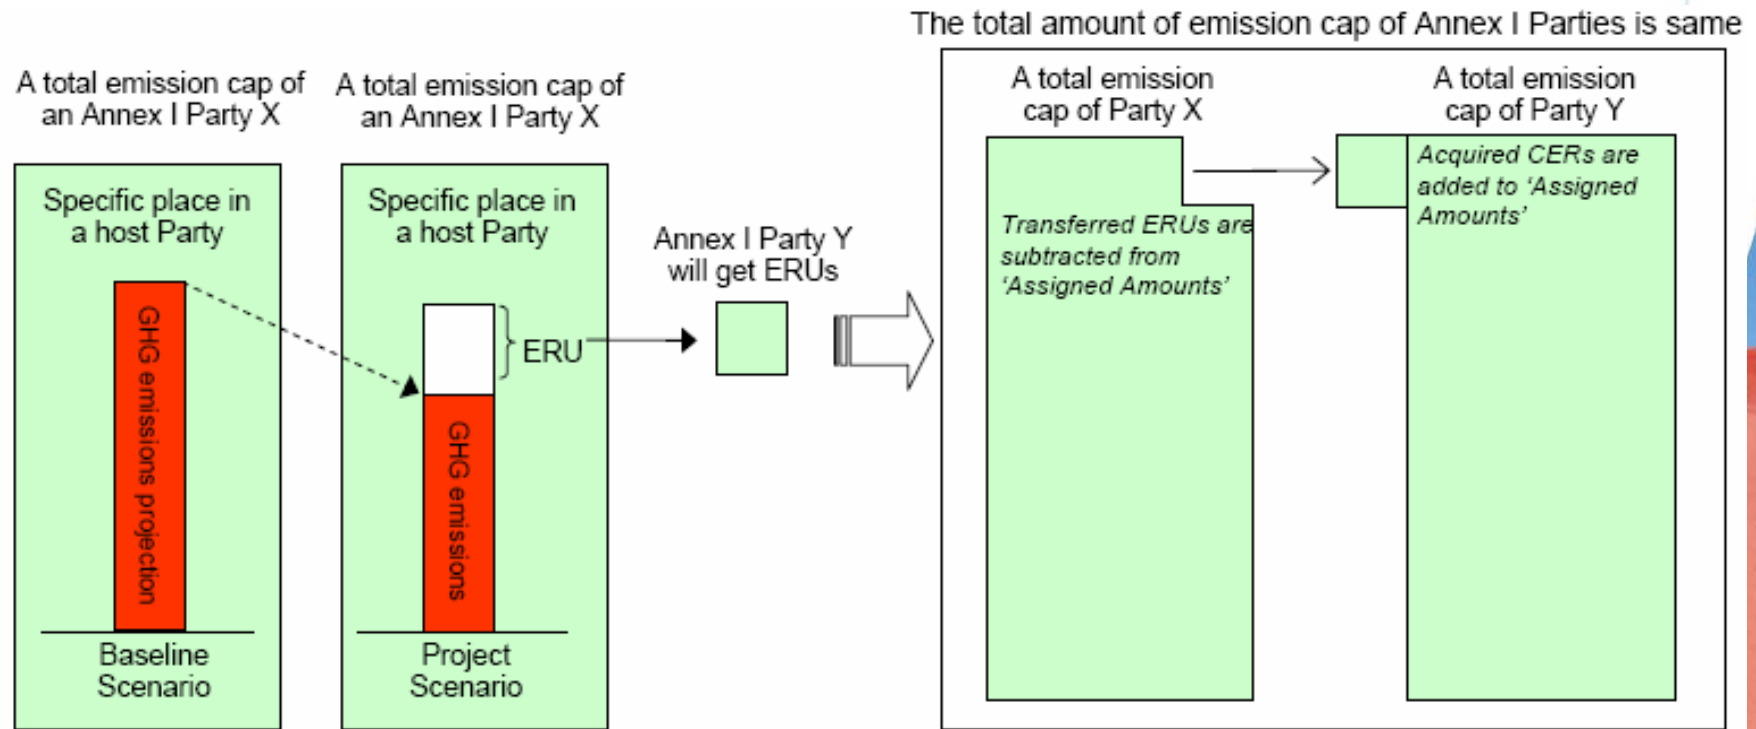 The total amount of emission cap of Annex I Parties is same
A total emission cap of
an Annex I Party X
A total emission cap of
an Annex I Party X
A total emission
cap of Party X
A total emission
cap of Party Y
Specific place in
a host Party
GHG emissions projection
Baseline
Scenario
Specific place in
a host Party
ERU
GHG emissions
Project
Scenario
Annex I Party Y
will get ERUs
Transferred ERUs are
subtracted from
‘Assigned Amounts’
Acquired CERs are
added to ‘Assigned
Amounts’